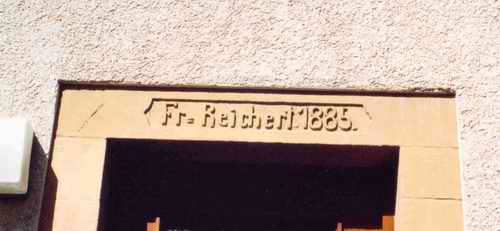 Fr= Reichert.1885.